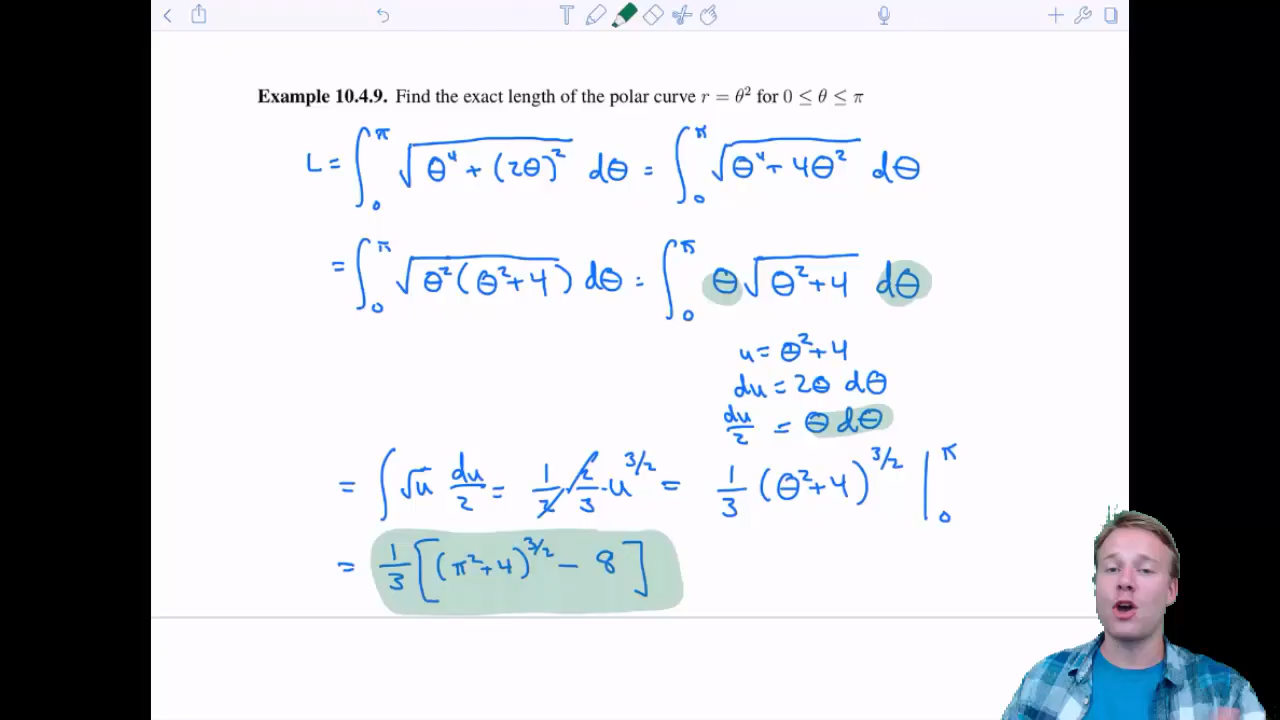 Example 10.4.9. Find the exact length of the polar curve r = θ² for 0 ≤ θ ≤ π
L = ∫₀^π √(θ⁴ + (2θ)²) dθ = ∫₀^π √(θ⁴ + 4θ²) dθ
= ∫₀^π √(θ²(θ²+4)) dθ = ∫₀^π θ√(θ²+4) dθ
u = θ²+4
du = 2θ dθ
du/2 = θ dθ
= ∫ √u du/2 = 1/2 · 2/3 · u^(3/2) = 1/3 (θ²+4)^(3/2) |₀^π
= 1/3 [(π²+4)^(3/2) − 8]